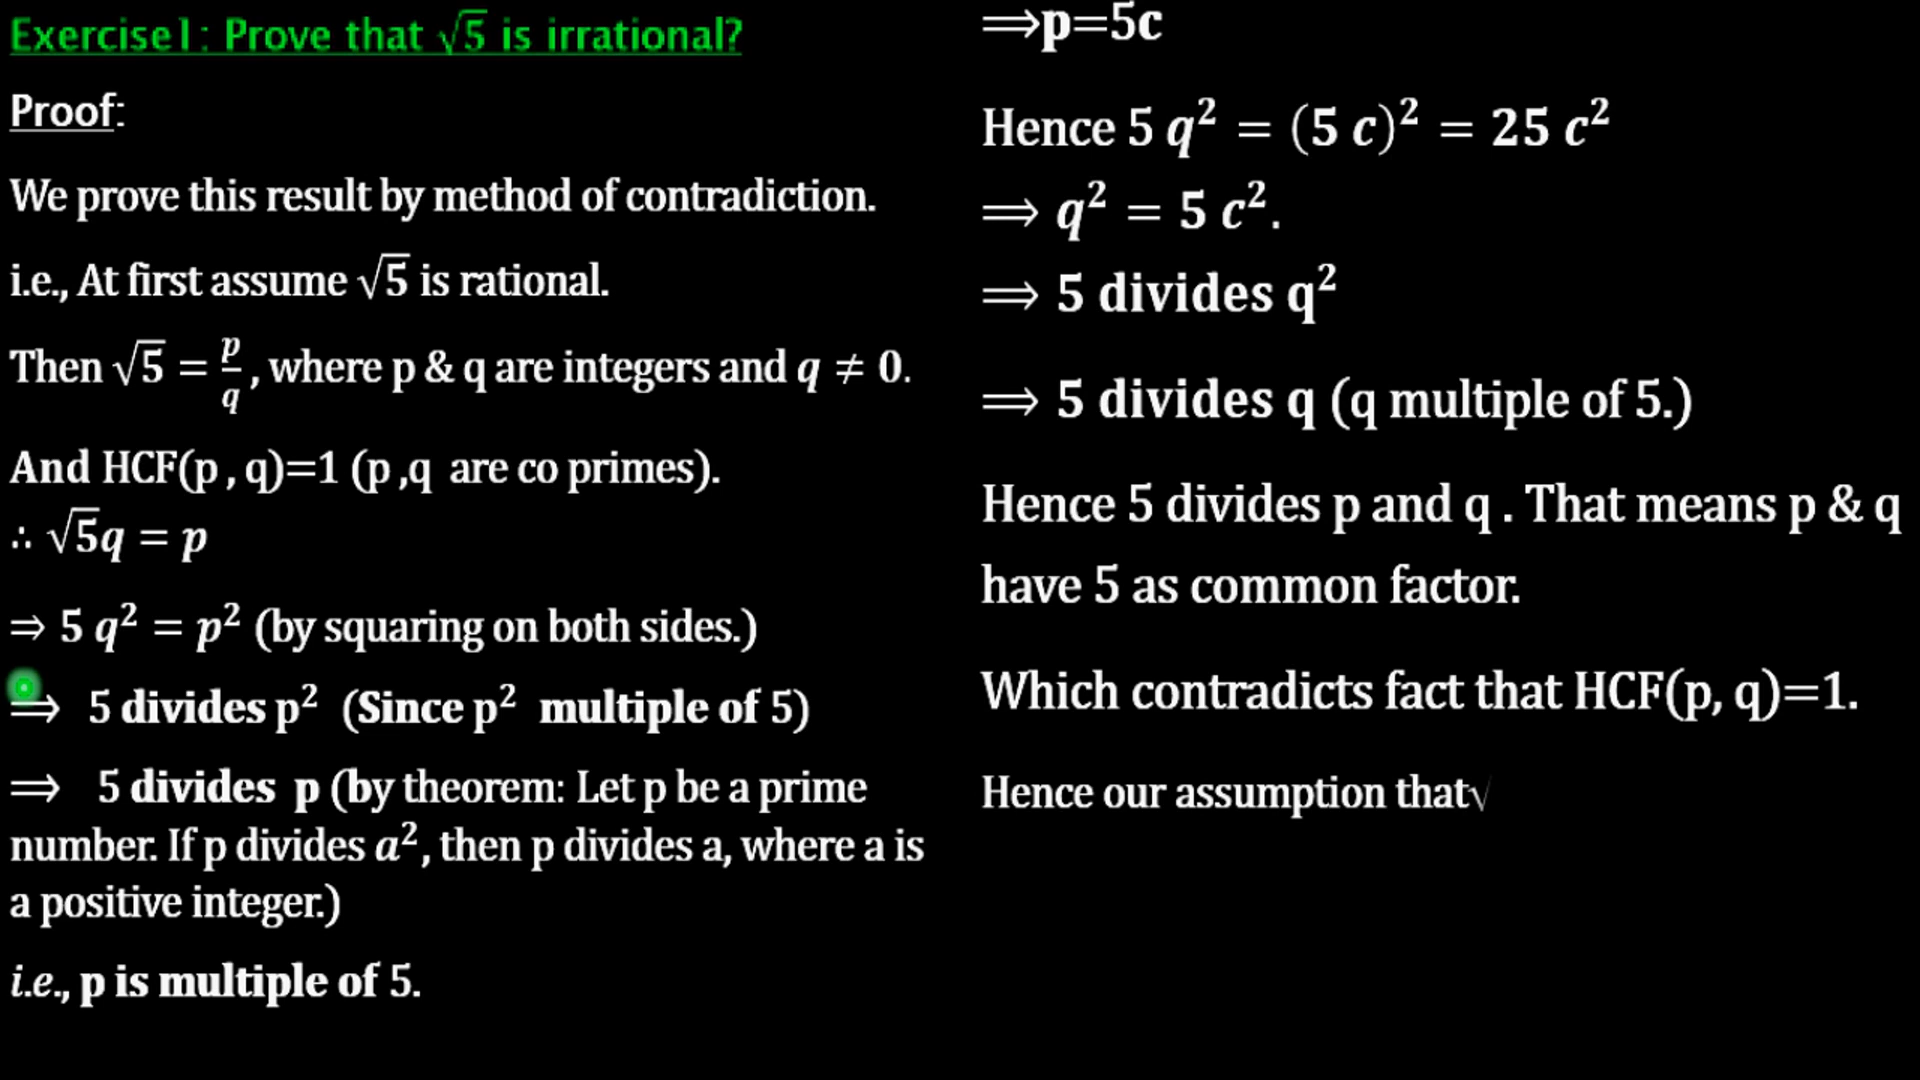 Exercise1: Prove that √5 is irrational?
Proof:
We prove this result by method of contradiction.
i.e., At first assume √5 is rational.
Then √5 = p/q, where p & q are integers and q ≠ 0.
And HCF(p , q)=1 (p ,q are co primes).
∴ √5q = p
⇒ 5 q² = p² (by squaring on both sides.)
⟹ 5 divides p² (Since p² multiple of 5)
⟹ 5 divides p (by theorem: Let p be a prime
number. If p divides a², then p divides a, where a is
a positive integer.)
i.e., p is multiple of 5.
⟹p=5c
Hence 5 q² = (5 c)² = 25 c²
⟹ q² = 5 c².
⟹ 5 divides q²
⟹ 5 divides q (q multiple of 5.)
Hence 5 divides p and q . That means p & q
have 5 as common factor.
Which contradicts fact that HCF(p, q)=1.
Hence our assumption that√